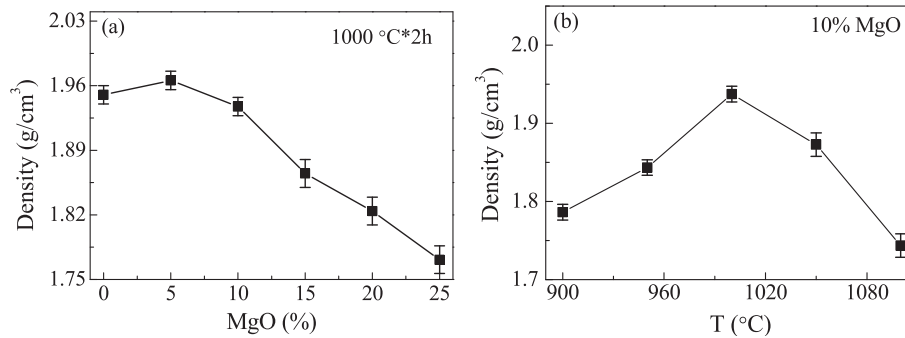 (a)
1000 °C*2h
2.03
1.96
1.89
1.82
1.75
Density (g/cm³)
0 5 10 15 20 25
MgO (%)
(b)
10% MgO
2.0
1.9
1.8
1.7
Density (g/cm³)
900 960 1020 1080
T (°C)